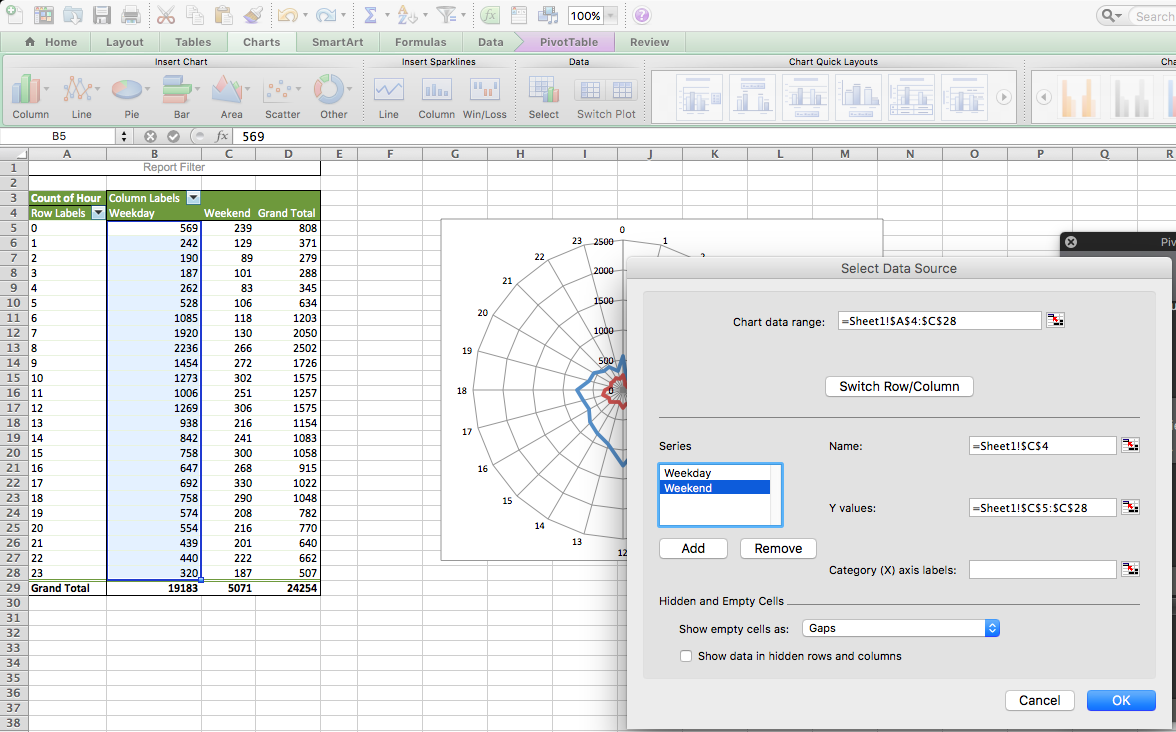 100%
Search
Home Layout Tables Charts SmartArt Formulas Data PivotTable Review
Insert Chart Insert Sparklines Data Chart Quick Layouts Cha
Column Line Pie Bar Area Scatter Other Line Column Win/Loss Select Switch Plot
B5 fx 569
A B C D E F G H I J K L M N O P Q R
1 Report Filter
2
3 Count of Hour Column Labels
4 Row Labels Weekday Weekend Grand Total
5 0 569 239 808
6 1 242 129 371
7 2 190 89 279
8 3 187 101 288
9 4 262 83 345
10 5 528 106 634
11 6 1085 118 1203
12 7 1920 130 2050
13 8 2236 266 2502
14 9 1454 272 1726
15 10 1273 302 1575
16 11 1006 251 1257
17 12 1269 306 1575
18 13 938 216 1154
19 14 842 241 1083
20 15 758 300 1058
21 16 647 268 915
22 17 692 330 1022
23 18 758 290 1048
24 19 574 208 782
25 20 554 216 770
26 21 439 201 640
27 22 440 222 662
28 23 320 187 507
29 Grand Total 19183 5071 24254
30
31
32
33
34
35
36
37
38
0
23 2500 1
22 2
2000
21
1500
20
1000
19
500
18 0
17
16
15
14
13
12
Piv
Select Data Source
Chart data range: =Sheet1!$A$4:$C$28
Switch Row/Column
Series Name: =Sheet1!$C$4
Weekday
Weekend
Y values: =Sheet1!$C$5:$C$28
Add Remove
Category (X) axis labels:
Hidden and Empty Cells
Show empty cells as: Gaps
Show data in hidden rows and columns
Cancel OK